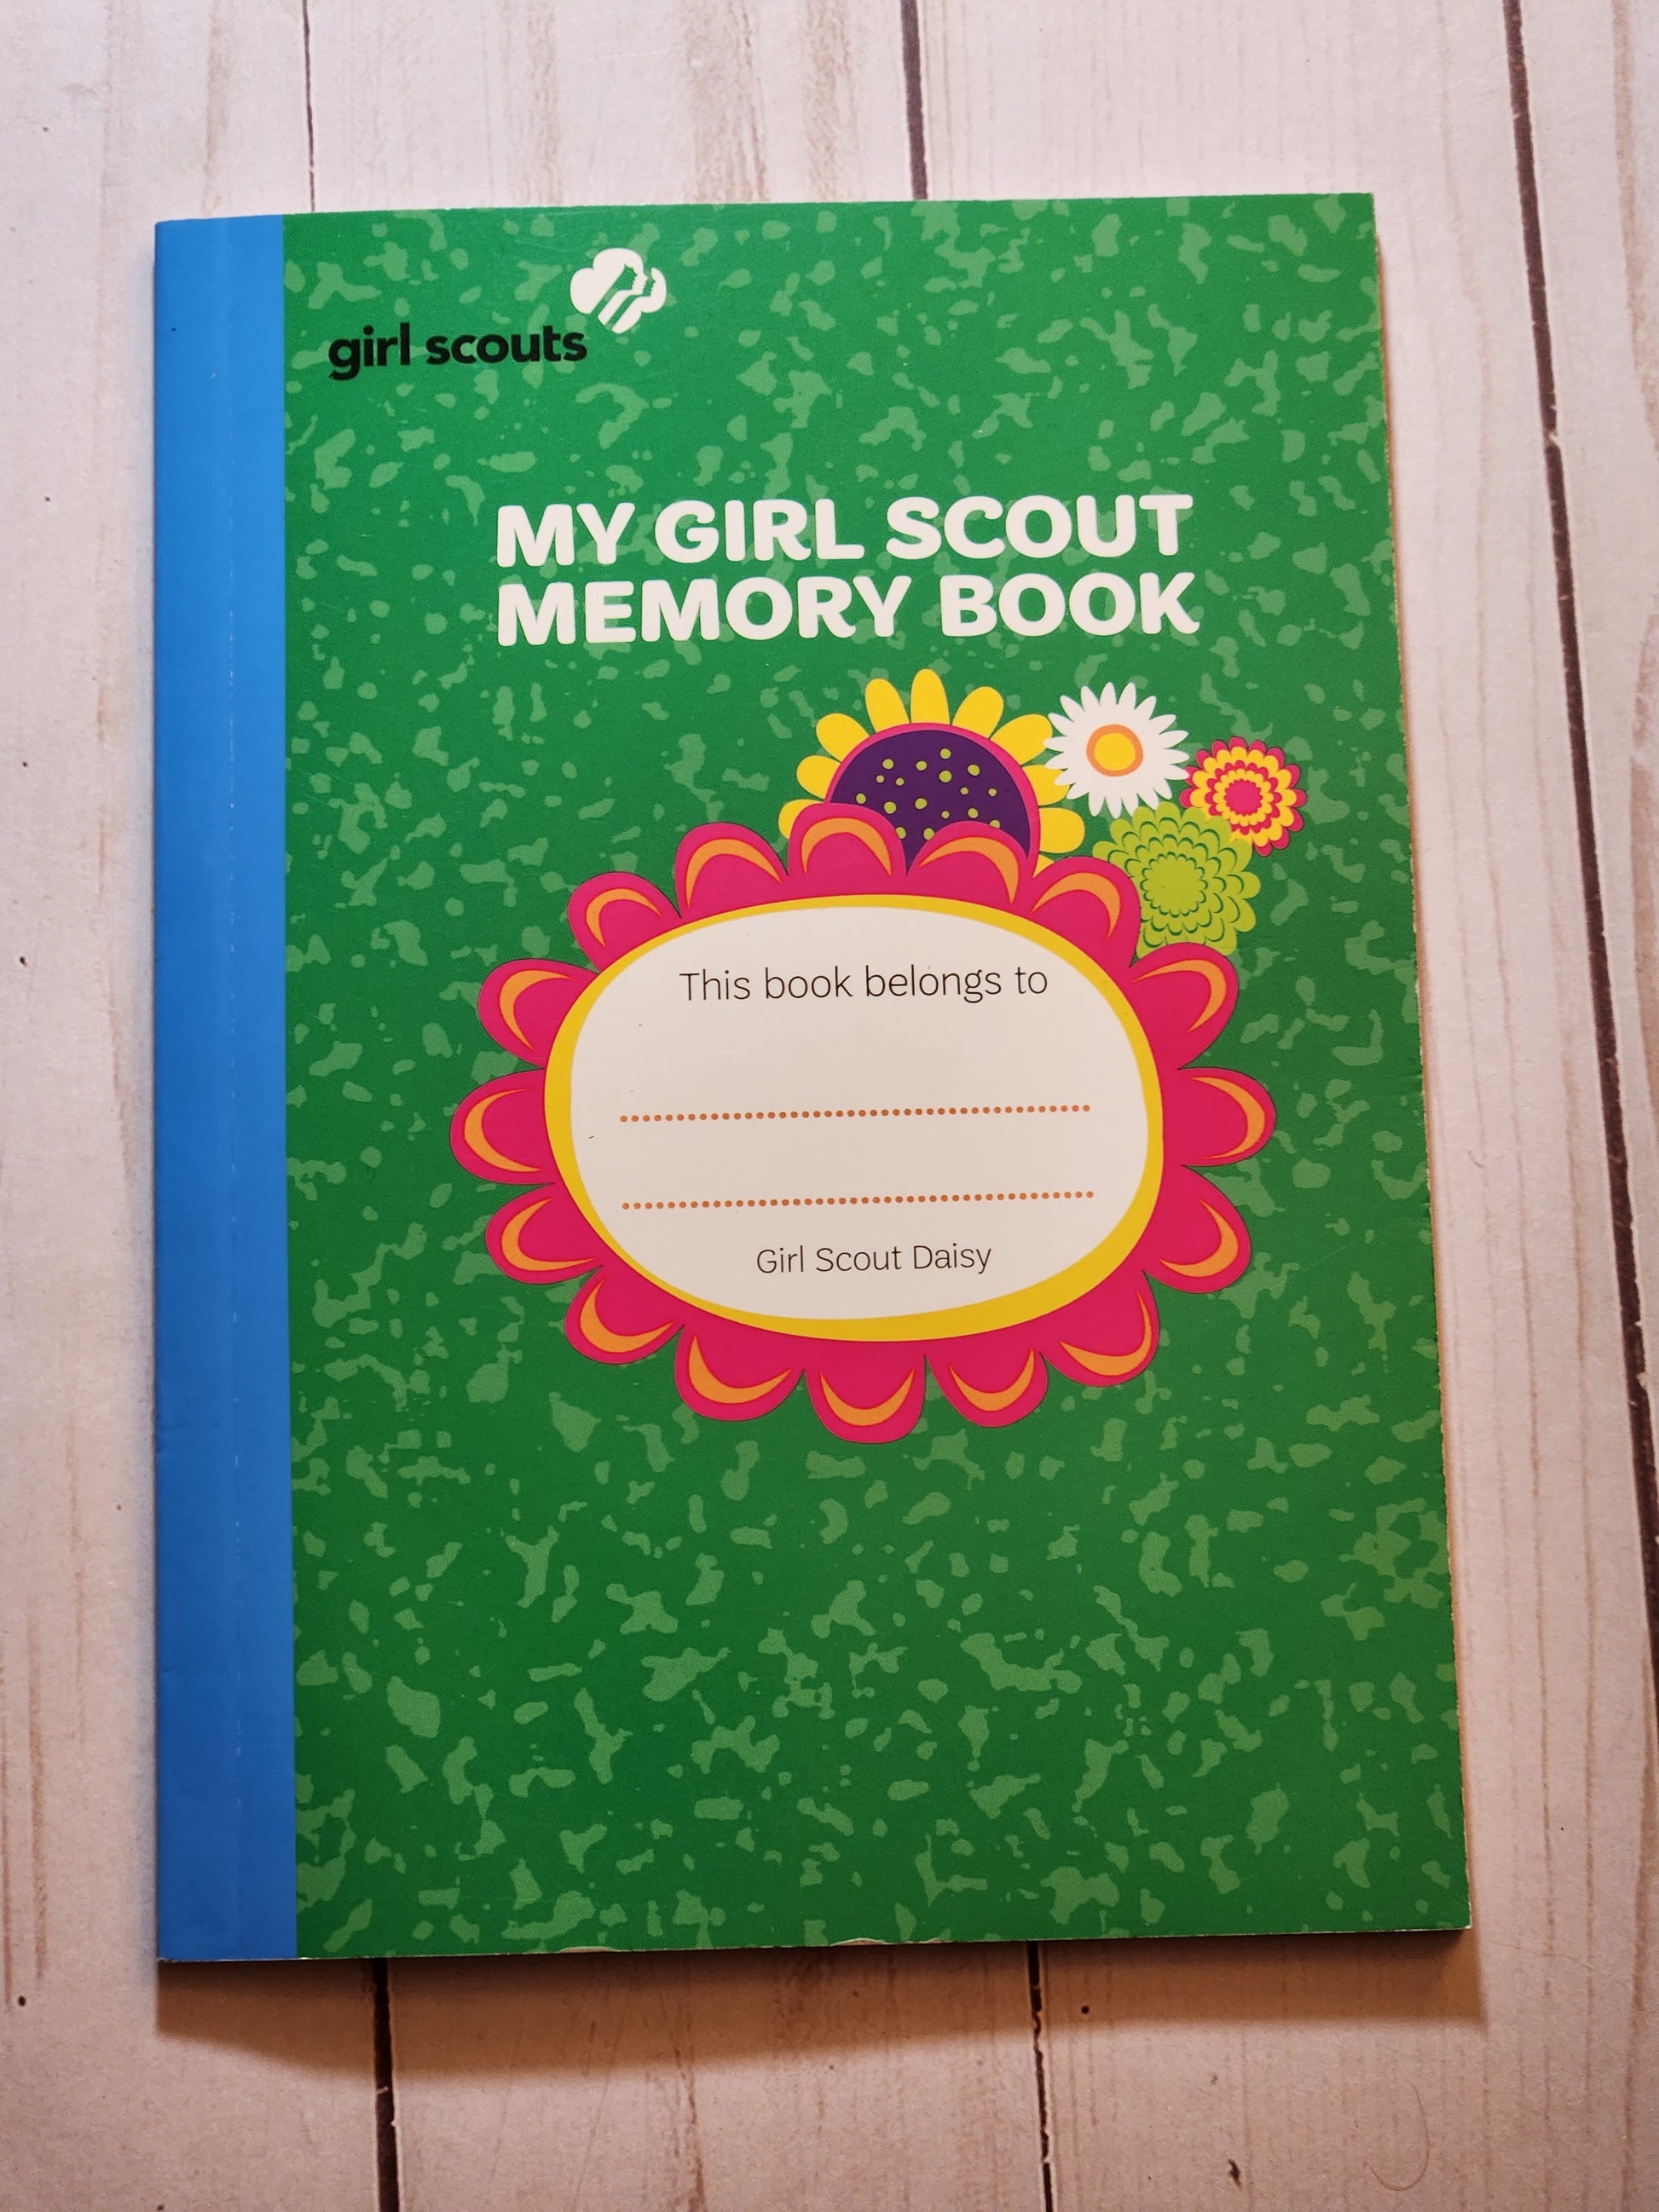 girl scouts
MY GIRL SCOUT
MEMORY BOOK
This book belongs to
Girl Scout Daisy